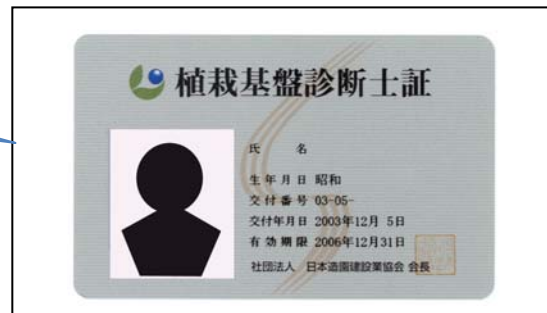 植栽基盤診断士証
氏 名
生年月日 昭和
交付番号 03-05-
交付年月日 2003年12月 5日
有効期限 2006年12月31日
社団法人 日本造園建設業協会 会長